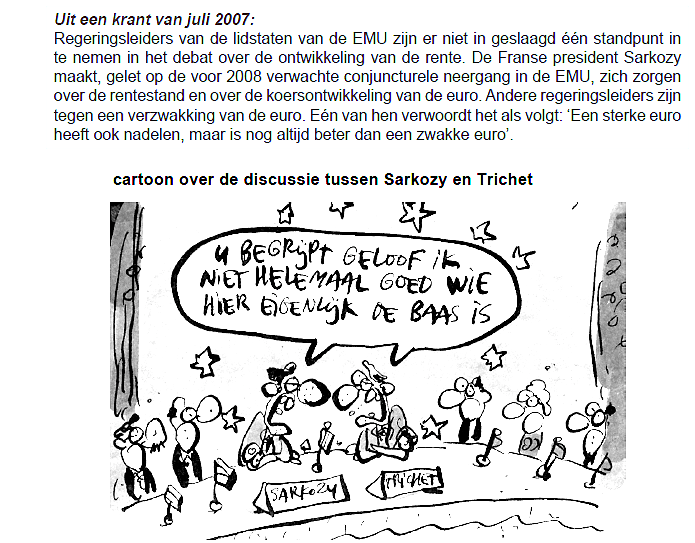 Uit een krant van juli 2007:
Regeringsleiders van de lidstaten van de EMU zijn er niet in geslaagd één standpunt in
te nemen in het debat over de ontwikkeling van de rente. De Franse president Sarkozy
maakt, gelet op de voor 2008 verwachte conjuncturele neergang in de EMU, zich zorgen
over de rentestand en over de koersontwikkeling van de euro. Andere regeringsleiders zijn
tegen een verzwakking van de euro. Eén van hen verwoordt het als volgt: ‘Een sterke euro
heeft ook nadelen, maar is nog altijd beter dan een zwakke euro’.
cartoon over de discussie tussen Sarkozy en Trichet
U BEGRIJPT GELOOF IK
NIET HELEMAAL GOED WIE
HIER EIGENLIJK DE BAAS IS
SARKOZY
TRICHET